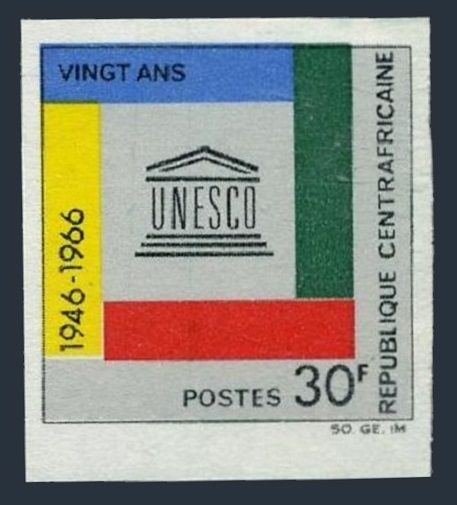 VINGT ANS
REPUBLIQUE CENTRAFRICAINE
UNESCO
1946-1966
POSTES 30F
SO. GE. IM